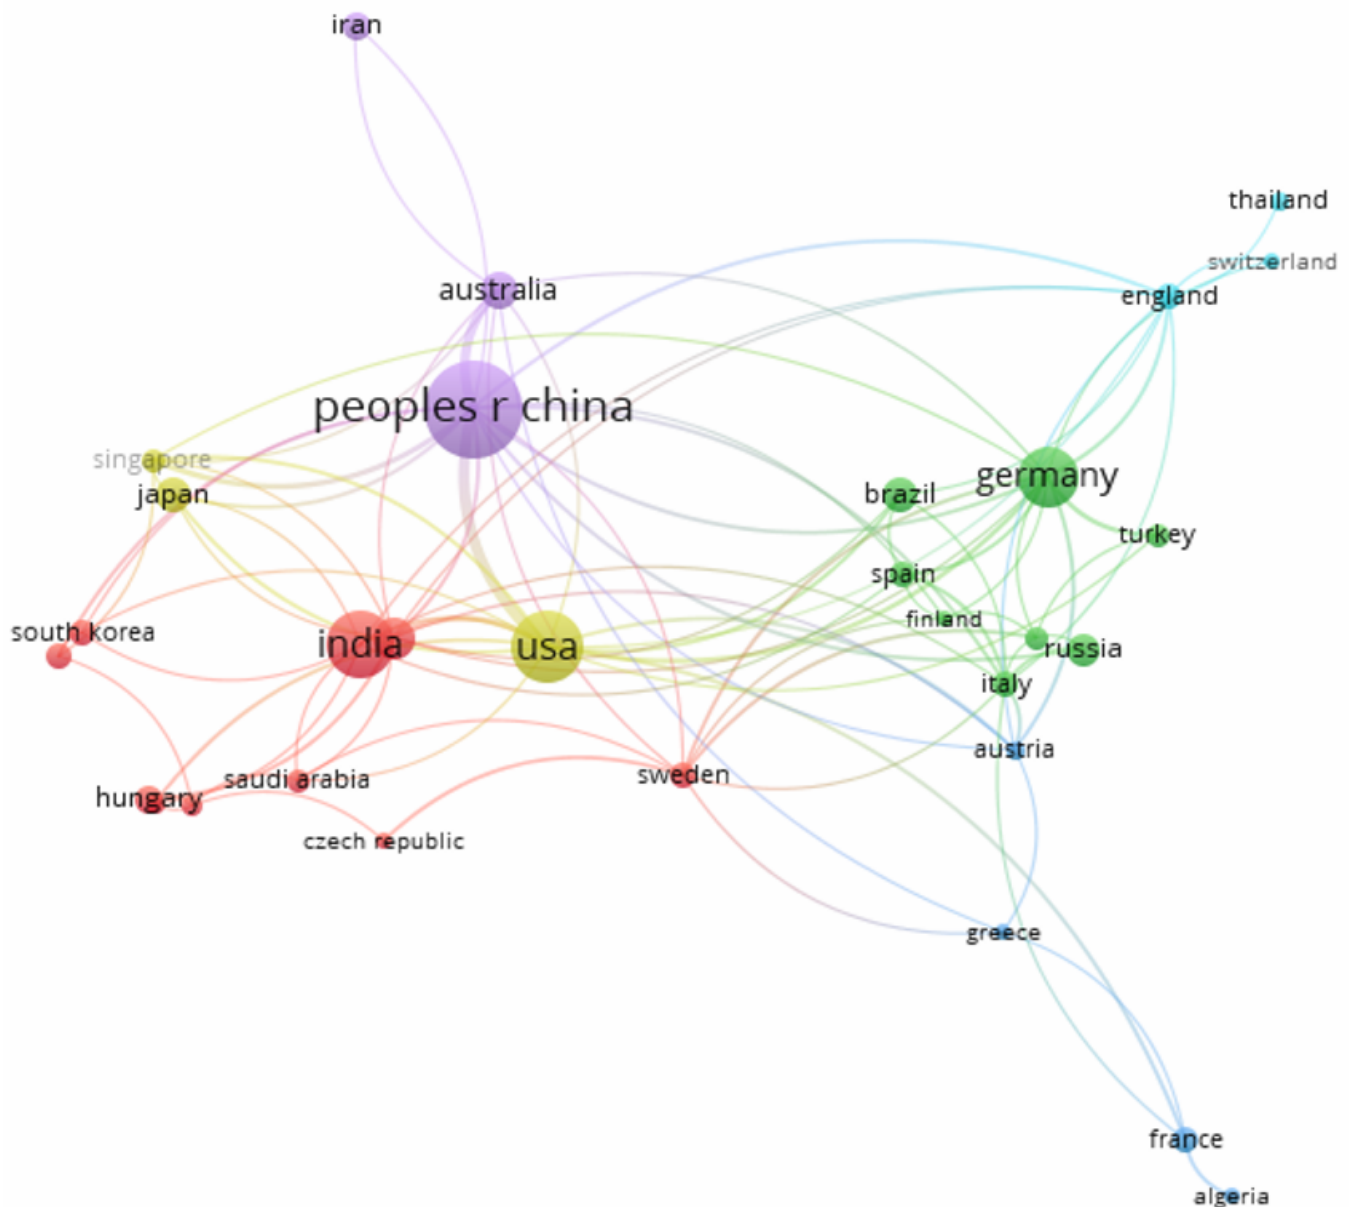 iran
thailand
switzerland
england
australia
peoples r china
singapore
japan
germany
brazil
turkey
spain
finland
south korea
india
usa
russia
italy
austria
sweden
saudi arabia
hungary
czech republic
greece
france
algeria